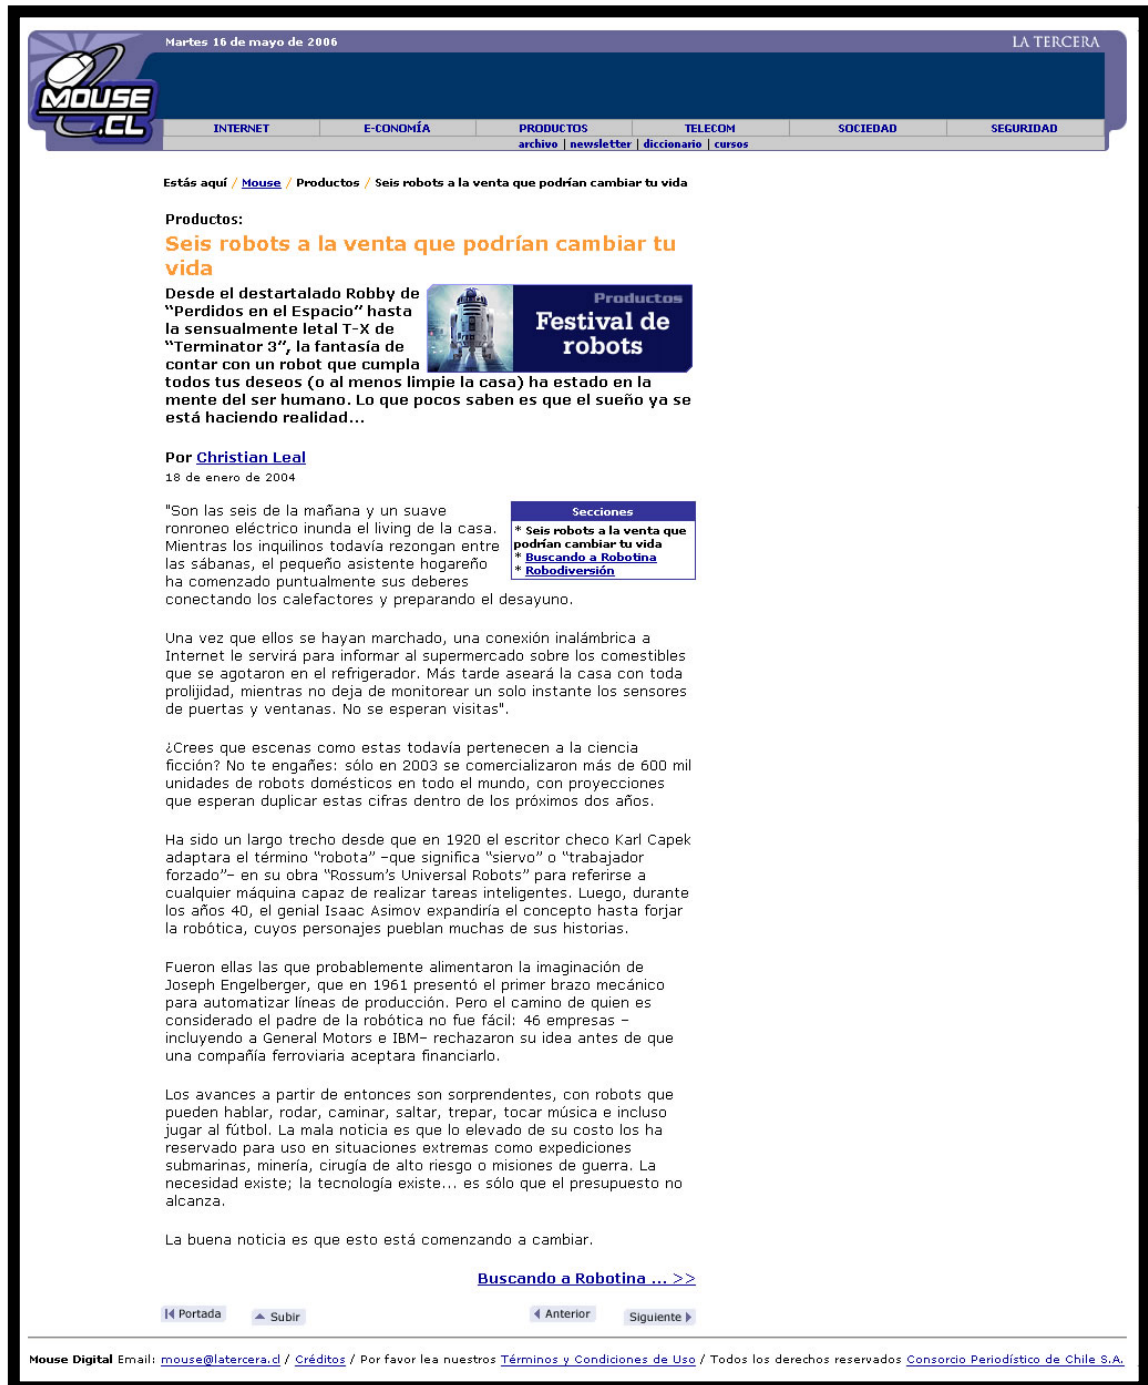 Martes 16 de mayo de 2006
LA TERCERA
MOUSE
.CL
INTERNET
E-CONOMÍA
PRODUCTOS
TELECOM
SOCIEDAD
SEGURIDAD
archivo | newsletter | diccionario | cursos
Estás aquí / Mouse / Productos / Seis robots a la venta que podrían cambiar tu vida
Productos:
Seis robots a la venta que podrían cambiar tu
vida
Desde el destartalado Robby de
“Perdidos en el Espacio” hasta
la sensualmente letal T-X de
“Terminator 3”, la fantasía de
contar con un robot que cumpla
todos tus deseos (o al menos limpie la casa) ha estado en la
mente del ser humano. Lo que pocos saben es que el sueño ya se
está haciendo realidad...
Productos
Festival de
robots
Por Christian Leal
18 de enero de 2004
"Son las seis de la mañana y un suave
ronroneo eléctrico inunda el living de la casa.
Mientras los inquilinos todavía rezongan entre
las sábanas, el pequeño asistente hogareño
ha comenzado puntualmente sus deberes
conectando los calefactores y preparando el desayuno.
Secciones
* Seis robots a la venta que
podrían cambiar tu vida
* Buscando a Robotina
* Robodiversión
Una vez que ellos se hayan marchado, una conexión inalámbrica a
Internet le servirá para informar al supermercado sobre los comestibles
que se agotaron en el refrigerador. Más tarde aseará la casa con toda
prolijidad, mientras no deja de monitorear un solo instante los sensores
de puertas y ventanas. No se esperan visitas".
¿Crees que escenas como estas todavía pertenecen a la ciencia
ficción? No te engañes: sólo en 2003 se comercializaron más de 600 mil
unidades de robots domésticos en todo el mundo, con proyecciones
que esperan duplicar estas cifras dentro de los próximos dos años.
Ha sido un largo trecho desde que en 1920 el escritor checo Karl Capek
adaptara el término “robota” –que significa “siervo” o “trabajador
forzado”– en su obra “Rossum’s Universal Robots” para referirse a
cualquier máquina capaz de realizar tareas inteligentes. Luego, durante
los años 40, el genial Isaac Asimov expandiría el concepto hasta forjar
la robótica, cuyos personajes pueblan muchas de sus historias.
Fueron ellas las que probablemente alimentaron la imaginación de
Joseph Engelberger, que en 1961 presentó el primer brazo mecánico
para automatizar líneas de producción. Pero el camino de quien es
considerado el padre de la robótica no fue fácil: 46 empresas –
incluyendo a General Motors e IBM– rechazaron su idea antes de que
una compañía ferroviaria aceptara financiarlo.
Los avances a partir de entonces son sorprendentes, con robots que
pueden hablar, rodar, caminar, saltar, trepar, tocar música e incluso
jugar al fútbol. La mala noticia es que lo elevado de su costo los ha
reservado para uso en situaciones extremas como expediciones
submarinas, minería, cirugía de alto riesgo o misiones de guerra. La
necesidad existe; la tecnología existe... es sólo que el presupuesto no
alcanza.
La buena noticia es que esto está comenzando a cambiar.
Buscando a Robotina ... >>
Portada
Subir
Anterior
Siguiente
Mouse Digital Email: mouse@latercera.cl / Créditos / Por favor lea nuestros Términos y Condiciones de Uso / Todos los derechos reservados Consorcio Periodístico de Chile S.A.